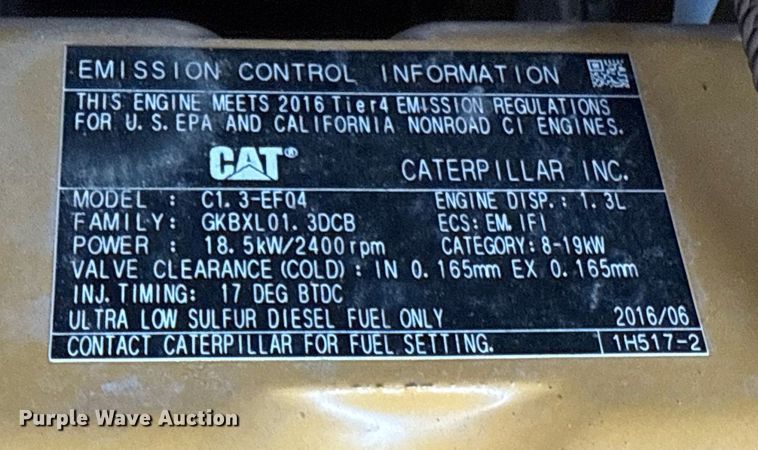 EMISSION CONTROL INFORMATION
THIS ENGINE MEETS 2016 Tier4 EMISSION REGULATIONS
FOR U.S.EPA AND CALIFORNIA NONROAD CI ENGINES.
CAT® CATERPILLAR INC.
MODEL : C1.3-EF04 ENGINE DISP.: 1.3L
FAMILY: GKBXL01.3DCB ECS: EM, IFI
POWER : 18.5kW/2400rpm CATEGORY: 8-19kW
VALVE CLEARANCE (COLD) : IN 0.165mm EX 0.165mm
INJ. TIMING: 17 DEG BTDC
ULTRA LOW SULFUR DIESEL FUEL ONLY 2016/06
CONTACT CATERPILLAR FOR FUEL SETTING. 1H517-2
Purple Wave Auction